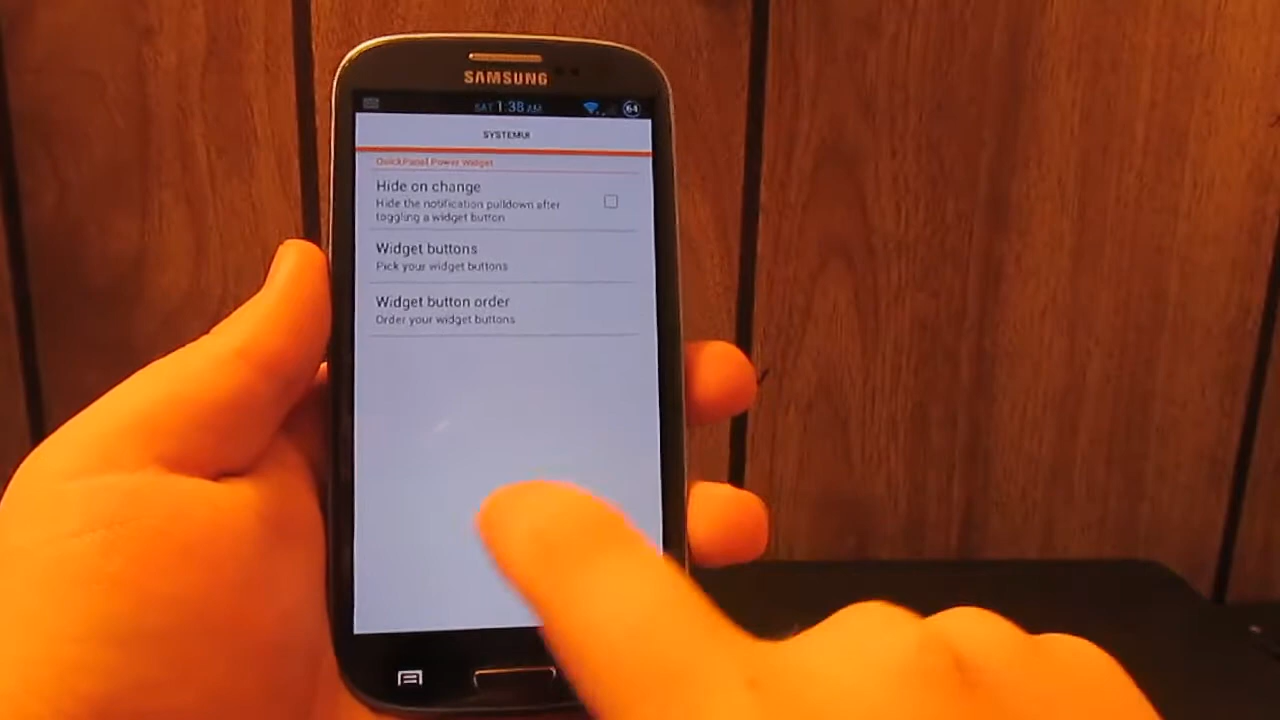 SAMSUNG
SAT 1:38 AM
64
SYSTEMUI
QuickPanel Power Widget
Hide on change
Hide the notification pulldown after
toggling a widget button
Widget buttons
Pick your widget buttons
Widget button order
Order your widget buttons